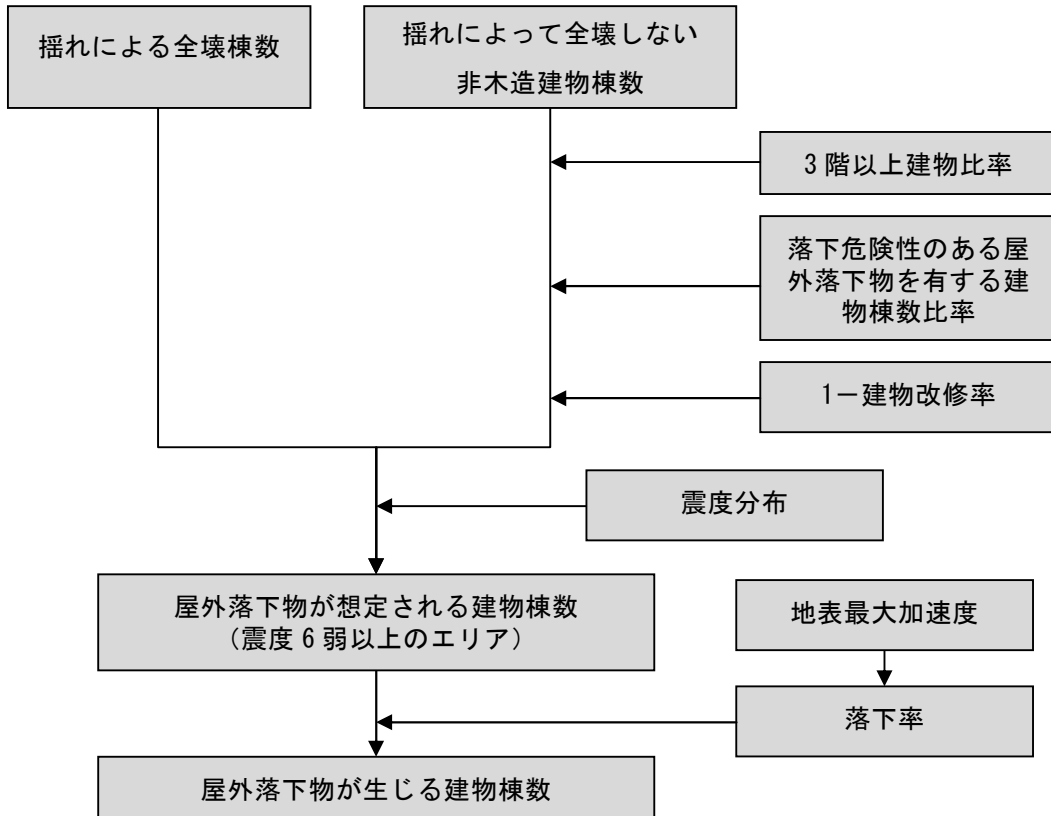 揺れによる全壊棟数
揺れによって全壊しない
非木造建物棟数
3 階以上建物比率
落下危険性のある屋
外落下物を有する建
物棟数比率
1－建物改修率
震度分布
屋外落下物が想定される建物棟数
（震度 6 弱以上のエリア）
地表最大加速度
落下率
屋外落下物が生じる建物棟数